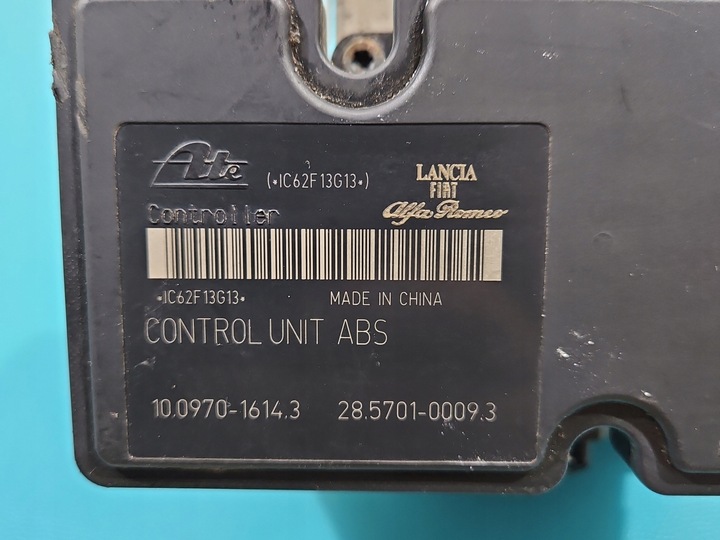 Ate (*IC62F13G13*) LANCIA
FIAT
Controller Alfa Romeo
*IC62F13G13* MADE IN CHINA
CONTROL UNIT ABS
10.0970-1614.3 28.5701-0009.3